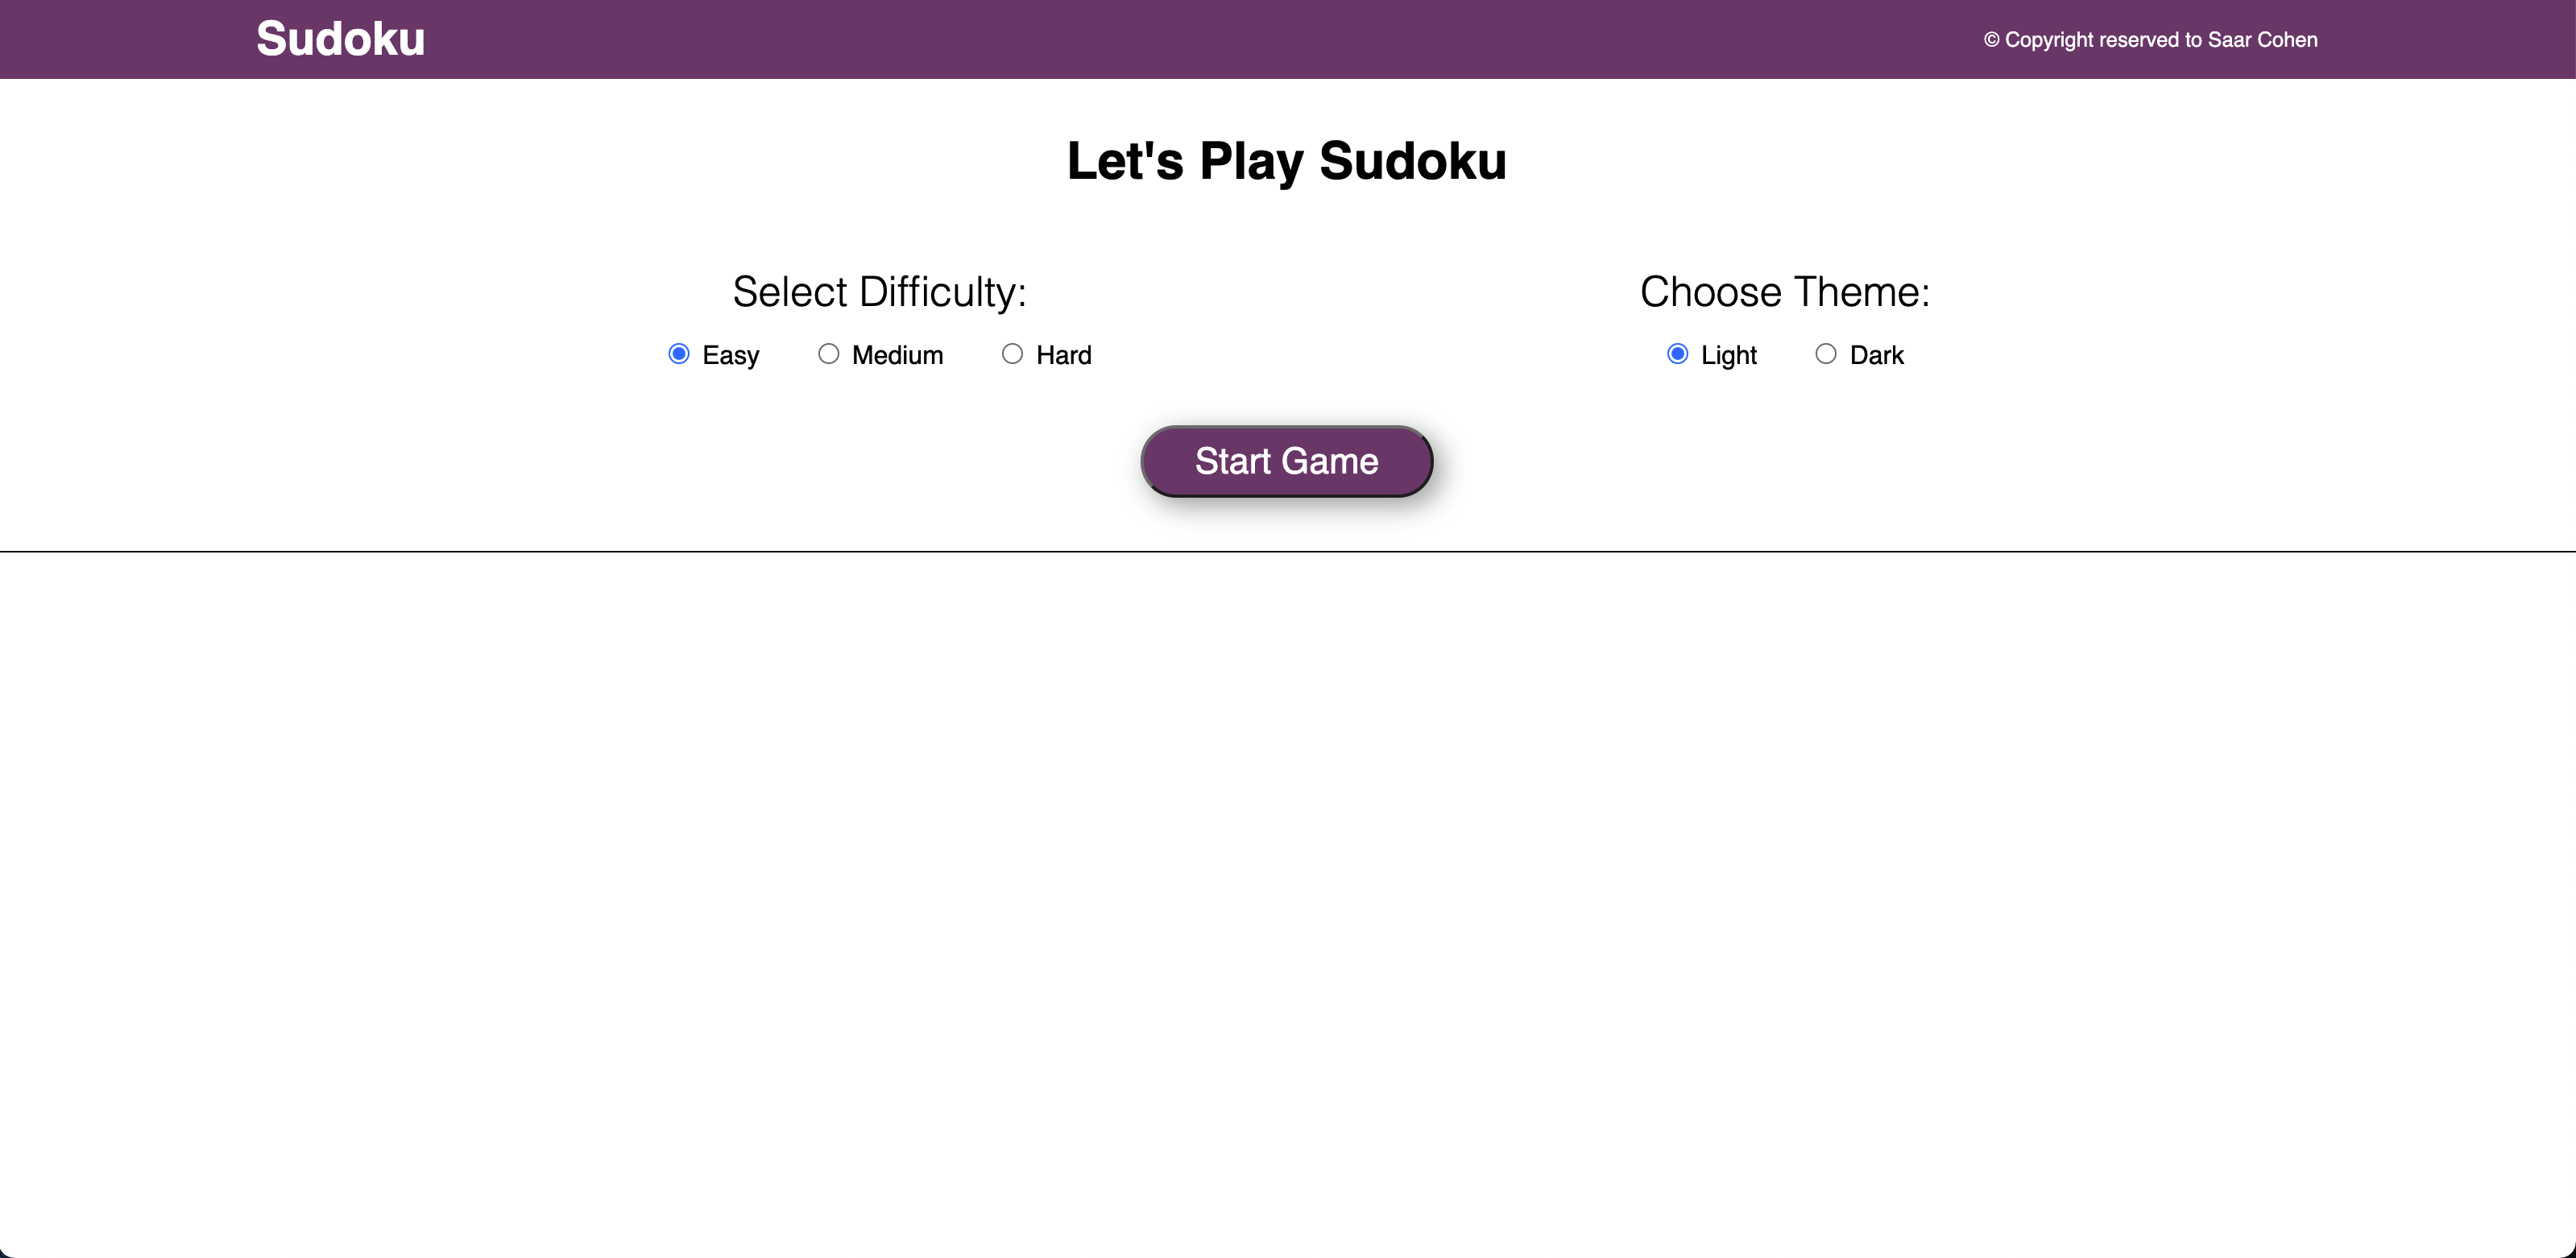 Sudoku
© Copyright reserved to Saar Cohen
Let's Play Sudoku
Select Difficulty:
Easy Medium Hard
Choose Theme:
Light Dark
Start Game